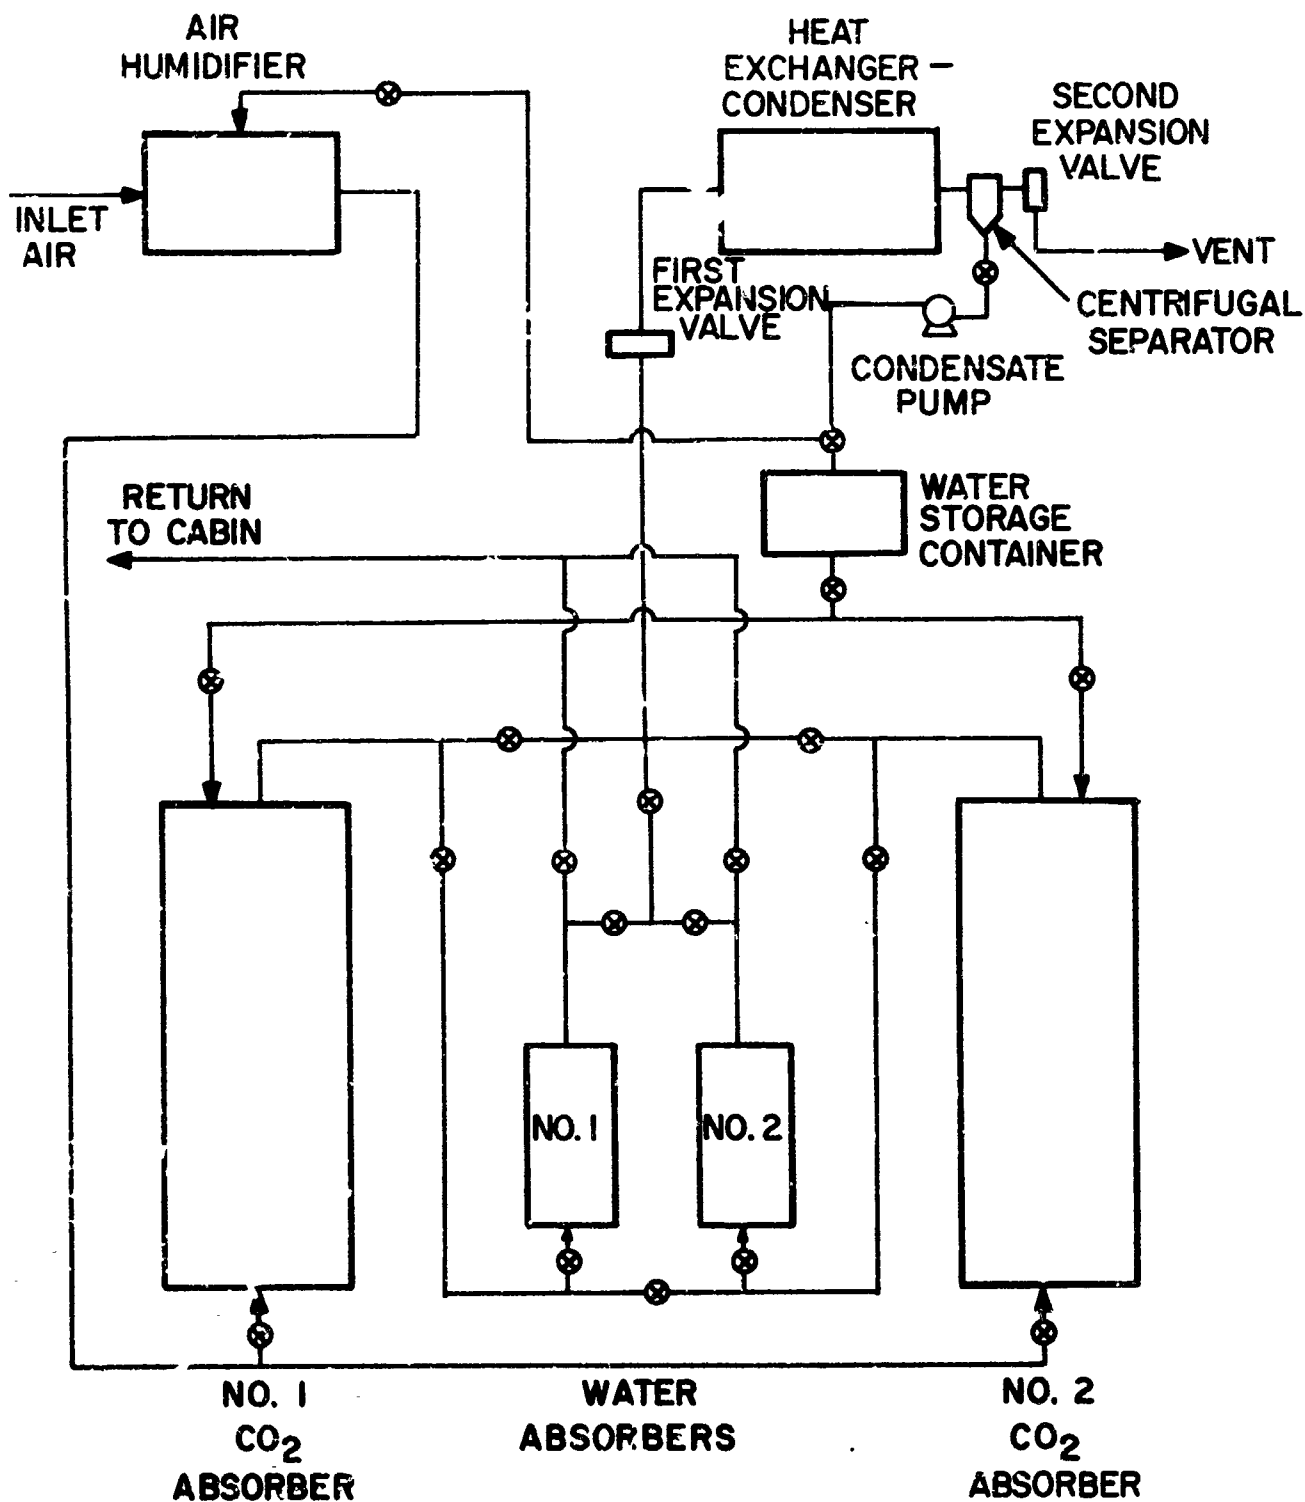 AIR
HUMIDIFIER
HEAT
EXCHANGER –
CONDENSER
SECOND
EXPANSION
VALVE
INLET
AIR
VENT
FIRST
EXPANSION
VALVE
CENTRIFUGAL
SEPARATOR
CONDENSATE
PUMP
RETURN
TO CABIN
WATER
STORAGE
CONTAINER
NO. 1
NO. 2
NO. 1
CO2
ABSORBER
WATER
ABSORBERS
NO. 2
CO2
ABSORBER